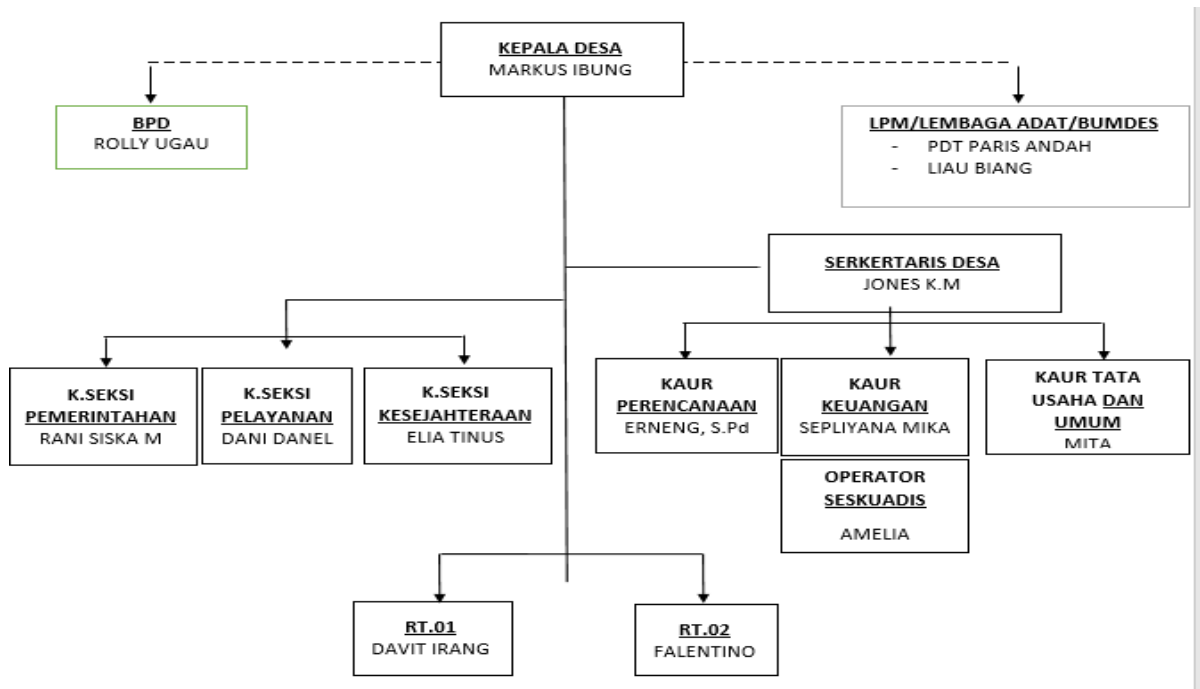 KEPALA DESA
MARKUS IBUNG
BPD
ROLLY UGAU
LPM/LEMBAGA ADAT/BUMDES
- PDT PARIS ANDAH
- LIAU BIANG
SERKERTARIS DESA
JONES K.M
K.SEKSI
PEMERINTAHAN
RANI SISKA M
K.SEKSI
PELAYANAN
DANI DANEL
K.SEKSI
KESEJAHTERAAN
ELIA TINUS
KAUR
PERENCANAAN
ERNENG, S.Pd
KAUR
KEUANGAN
SEPLIYANA MIKA
KAUR TATA
USAHA DAN
UMUM
MITA
OPERATOR
SESKUADIS
AMELIA
RT.01
DAVIT IRANG
RT.02
FALENTINO